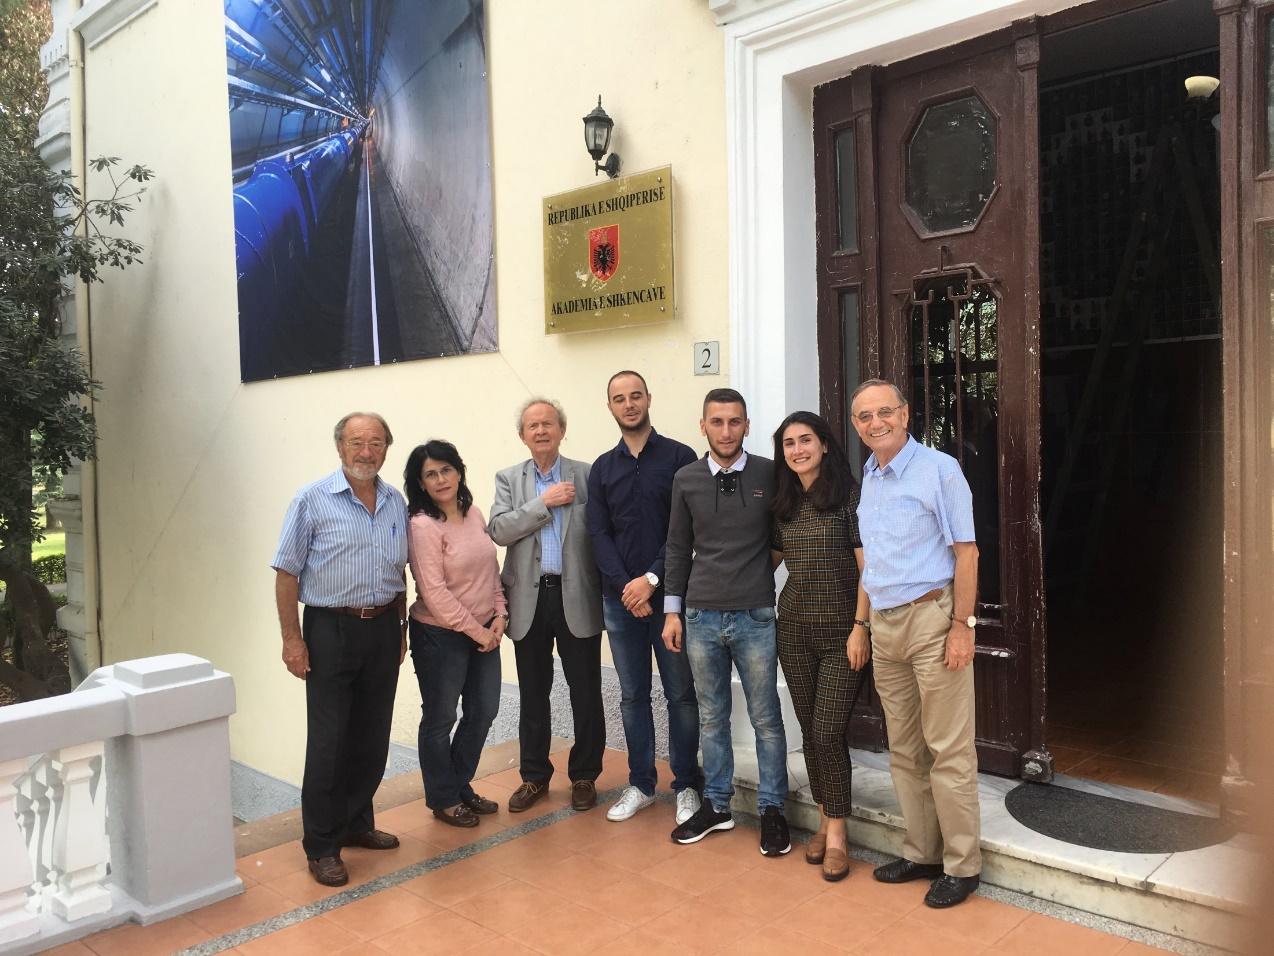 REPUBLIKA E SHQIPERISE
AKADEMIA E SHKENCAVE
2